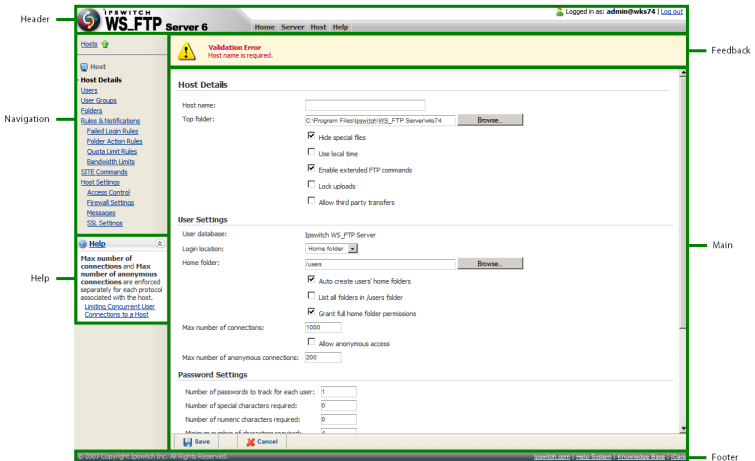 Header
IPSWITCH
WS_FTP Server 6
Home Server Host Help
Logged in as: admin@wks74 | Log out
Hosts
Validation Error
Host name is required.
Feedback
Navigation
Host
Host Details
Users
User Groups
Folders
Rules & Notifications
Failed Login Rules
Folder Action Rules
Quota Limit Rules
Bandwidth Limits
SITE Commands
Host Settings
Access Control
Firewall Settings
Messages
SSL Settings
Help
Help
Max number of
connections and Max
number of anonymous
connections are enforced
separately for each protocol
associated with the host.
Limiting Concurrent User
Connections to a Host
Host Details
Host name:
Top folder: C:\Program Files\Ipswitch\WS_FTP Server\wks74 Browse...
Hide special files
Use local time
Enable extended FTP commands
Lock uploads
Allow third party transfers
User Settings
User database: Ipswitch WS_FTP Server
Login location: Home folder
Home folder: /users Browse...
Auto create users' home folders
List all folders in /users folder
Grant full home folder permissions
Max number of connections: 1000
Allow anonymous access
Max number of anonymous connections: 200
Password Settings
Number of passwords to track for each user: 1
Number of special characters required: 0
Number of numeric characters required: 0
Minimum number of characters required: 4
Main
Save Cancel
© 2007 Copyright Ipswitch Inc. All Rights Reserved.
Ipswitch.com | Help System | Knowledge Base | iCare
Footer